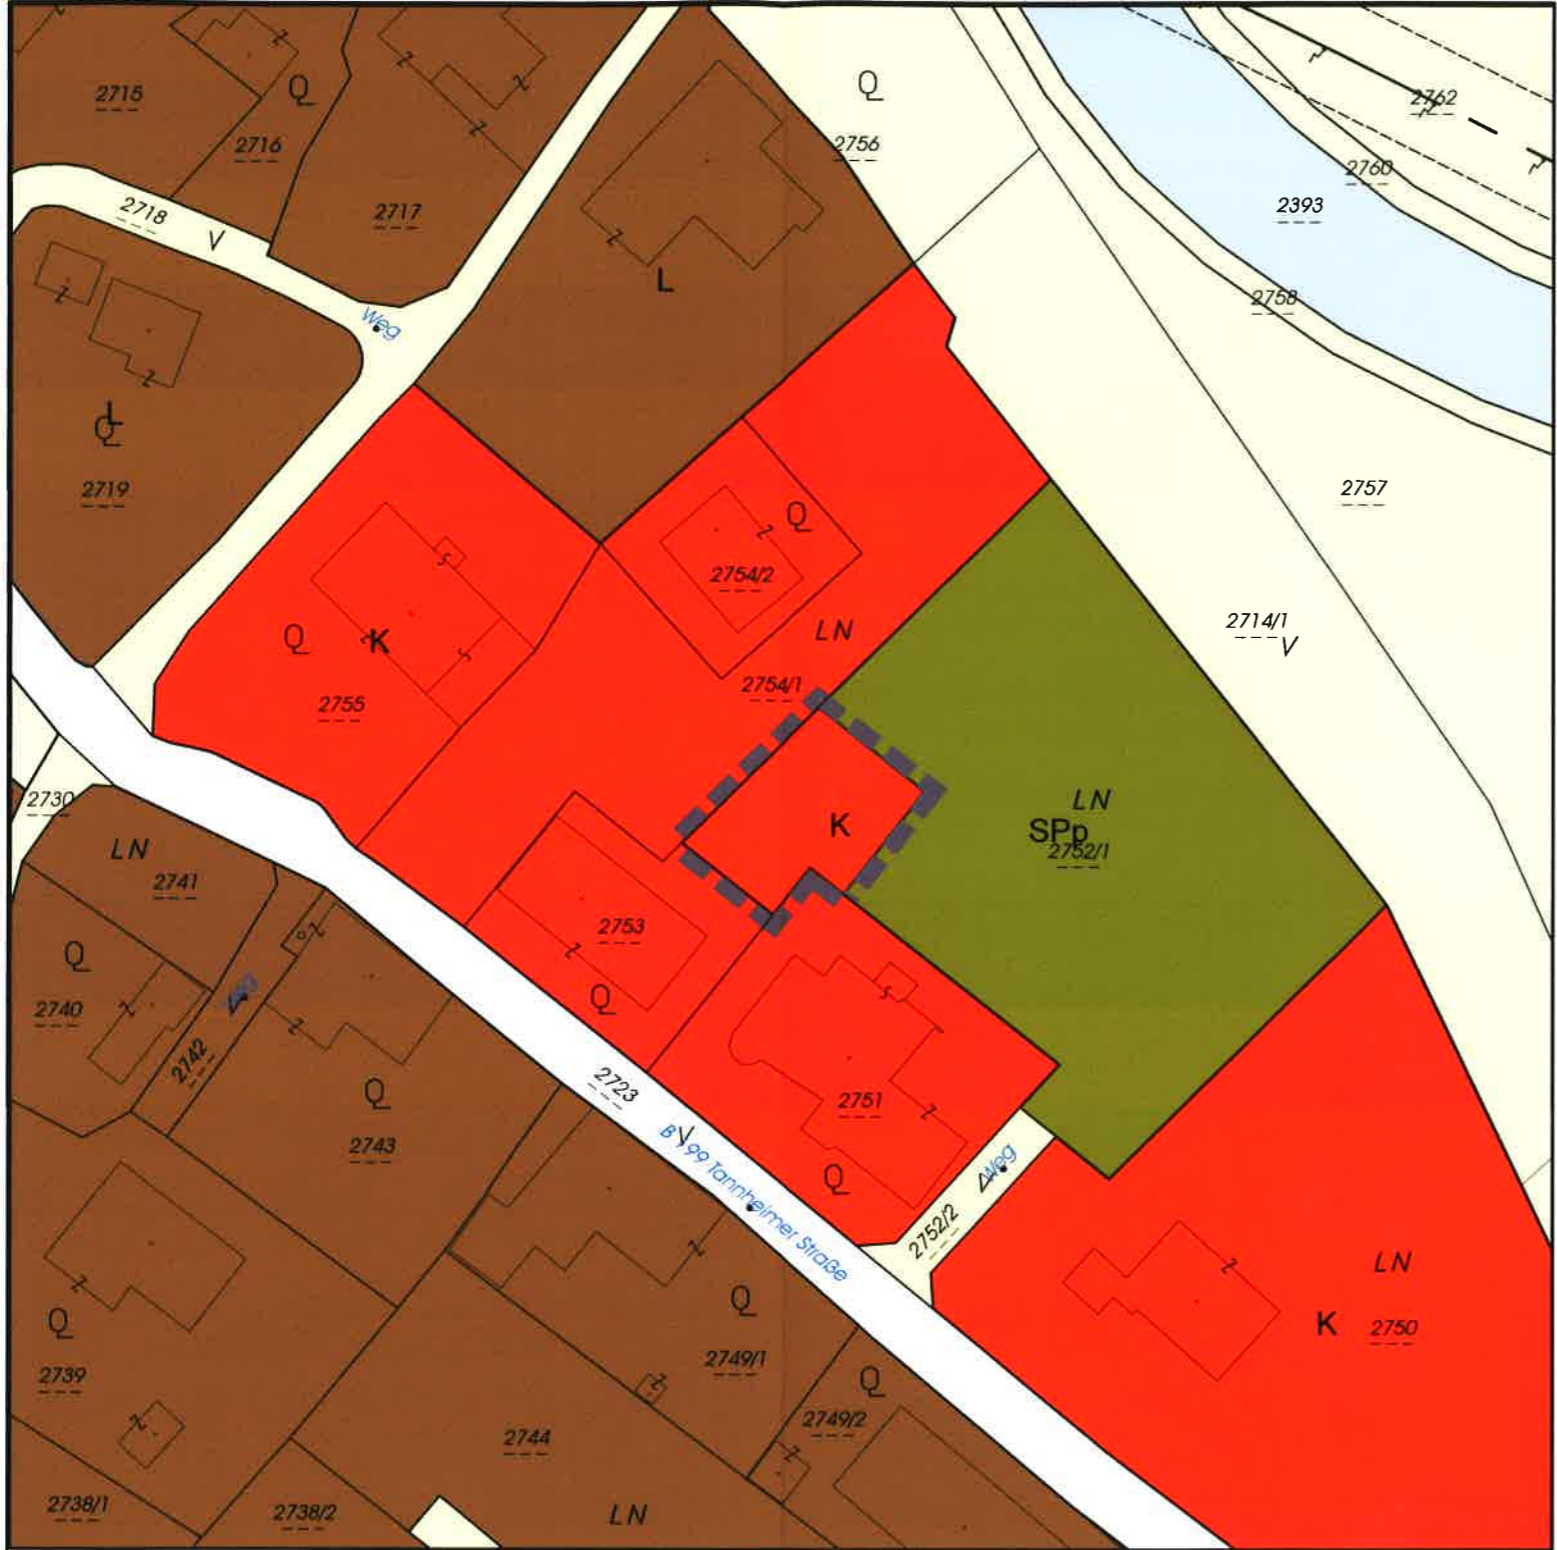 Q
2715
Q
2756
2762
2716
2760
2718
V
2717
2393
L
2758
Weg
L
Q
2719
2757
Q
2754/2
LN
2714/1
V
Q
K
2755
2754/1
2730
LN
SPp
2752/1
K
LN
2741
2753
Q
Q
2740
2742
Q
2743
2723
V
B 199 Tannheimer Straße
2751
Q
Weg
2752/2
LN
K
2750
Q
2739
Q
2749/1
Q
2749/2
2744
2738/1
2738/2
LN